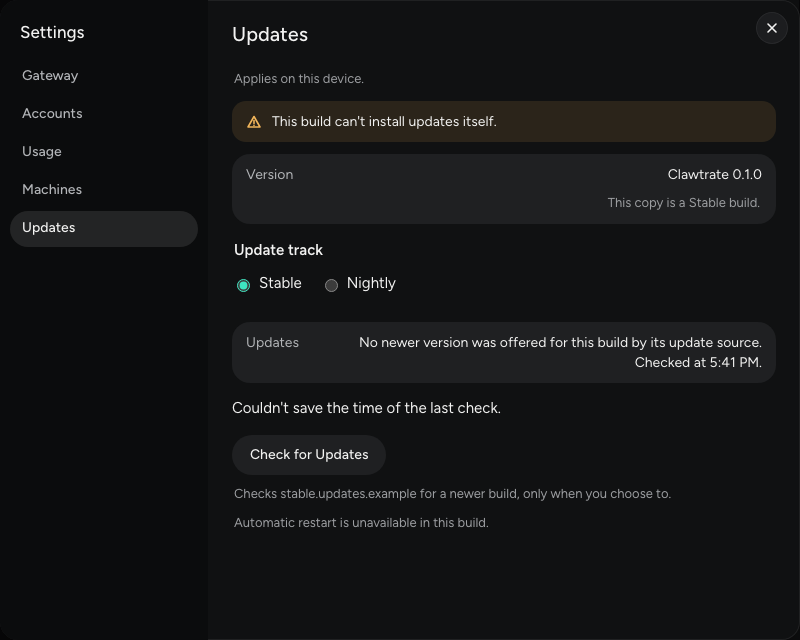 Settings
Gateway
Accounts
Usage
Machines
Updates
Updates
Applies on this device.
This build can't install updates itself.
Version
Clawtrate 0.1.0
This copy is a Stable build.
Update track
Stable
Nightly
Updates
No newer version was offered for this build by its update source.
Checked at 5:41 PM.
Couldn't save the time of the last check.
Check for Updates
Checks stable.updates.example for a newer build, only when you choose to.
Automatic restart is unavailable in this build.